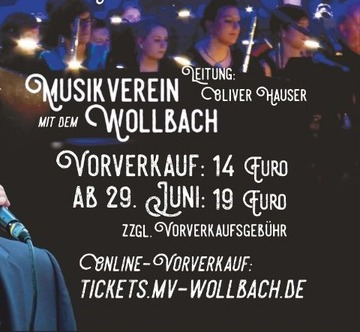 Leitung:
Oliver Hauser
Musikverein
mit dem Wollbach
Vorverkauf: 14 Euro
ab 29. Juni: 19 Euro
zzgl. Vorverkaufsgebühr
Online-Vorverkauf:
tickets.mv-wollbach.de